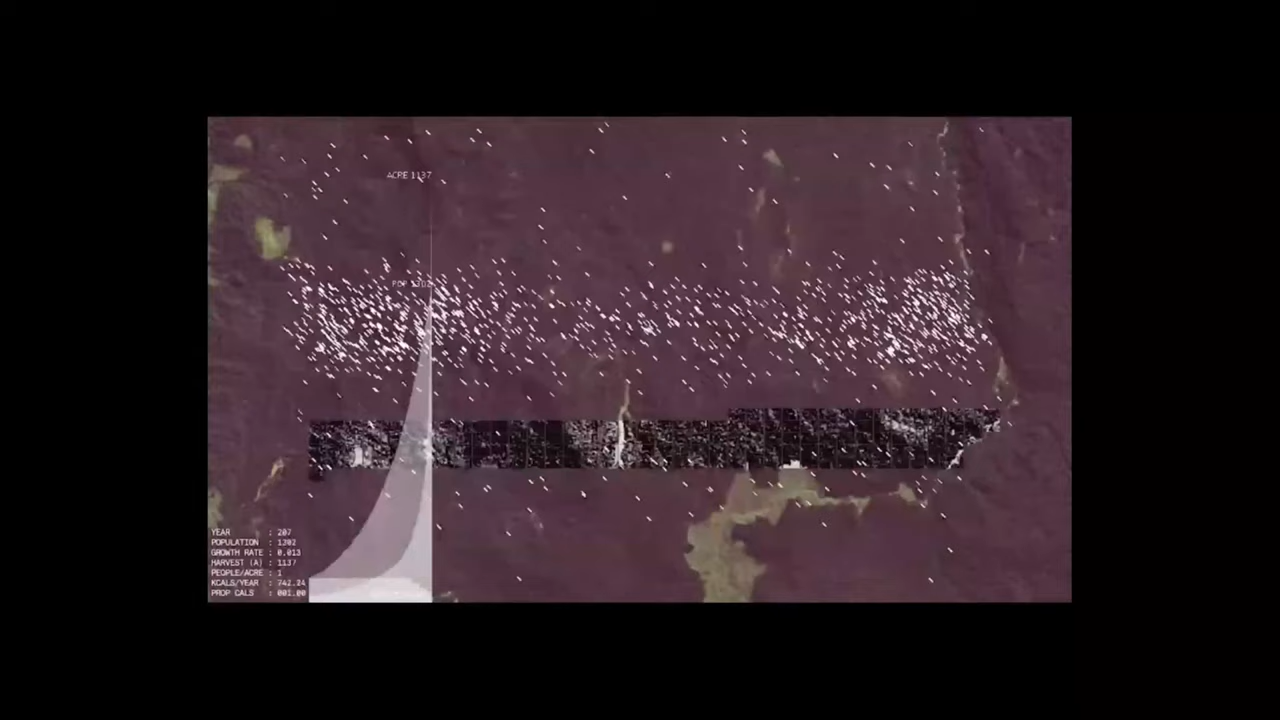 ACRE 1137
POP 1302
YEAR : 207
POPULATION : 1302
GROWTH RATE : 0.013
HARVEST (A) : 1137
PEOPLE/ACRE : 1
KCALS/YEAR : 742.24
PROP CALS : 001.00